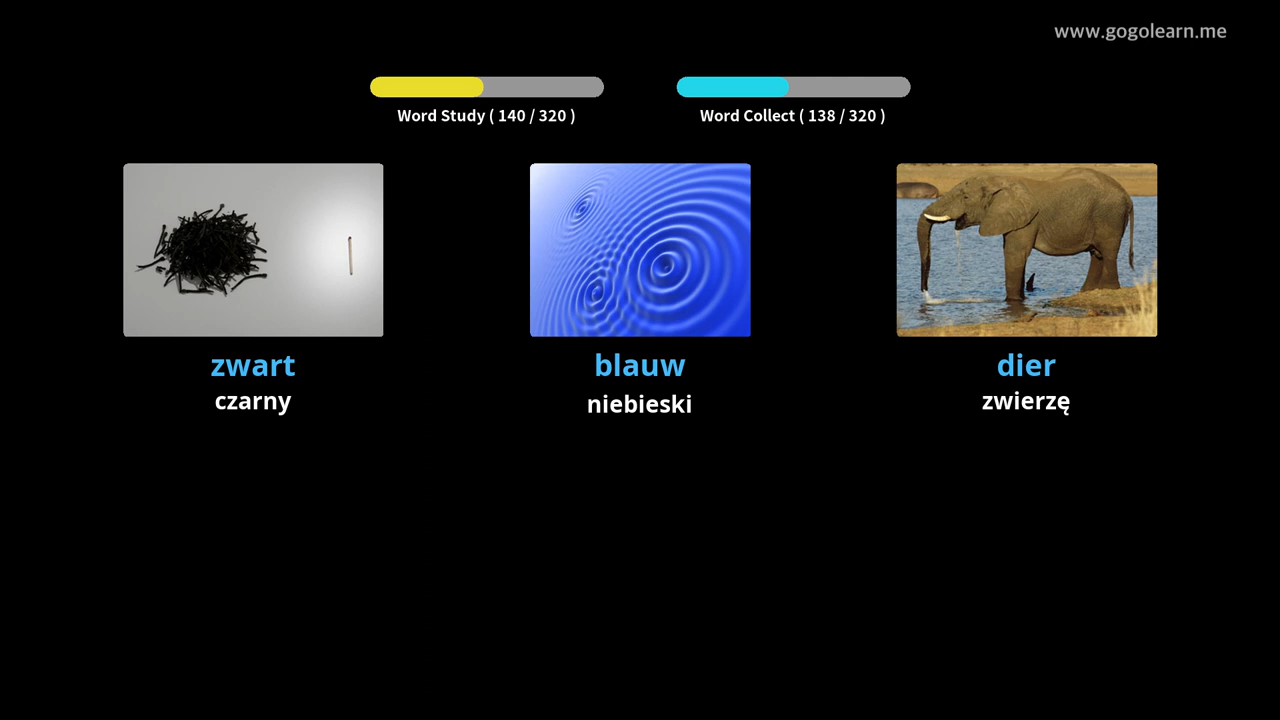 www.gogolearn.me
Word Study ( 140 / 320 )
Word Collect ( 138 / 320 )
zwart
czarny
blauw
niebieski
dier
zwierzę